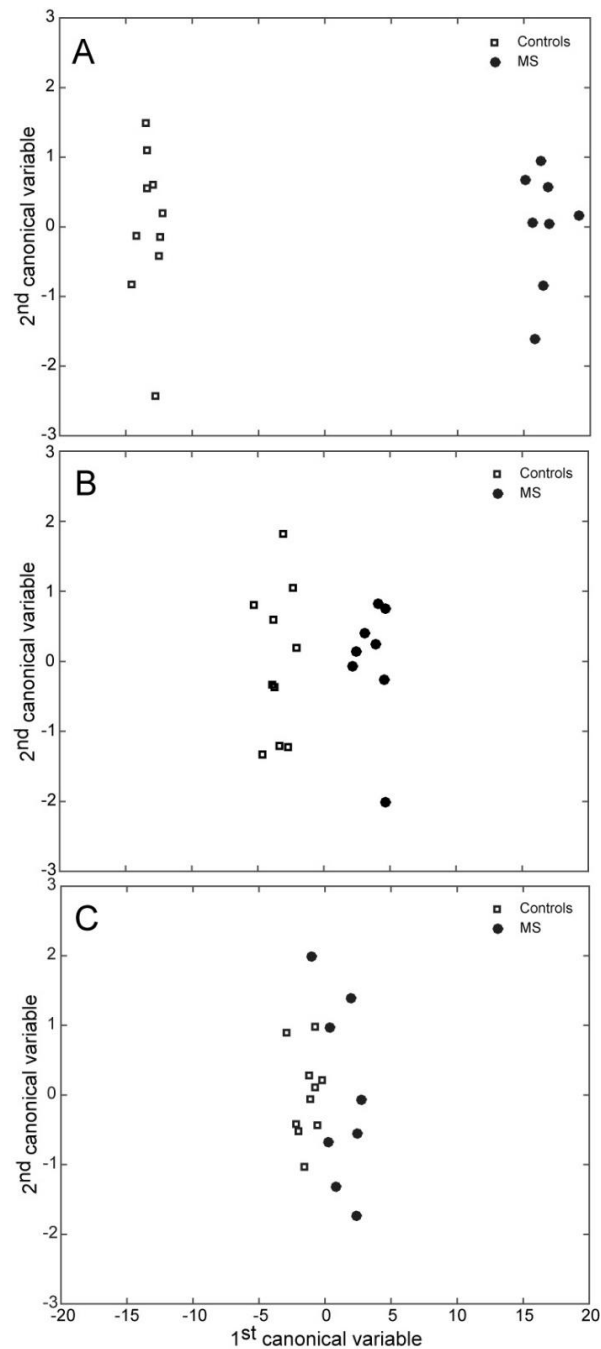 A
Controls
MS
3
2
1
0
-1
-2
-3
2nd canonical variable
B
Controls
MS
3
2
1
0
-1
-2
-3
2nd canonical variable
C
Controls
MS
3
2
1
0
-1
-2
-3
2nd canonical variable
-20 -15 -10 -5 0 5 10 15 20
1st canonical variable